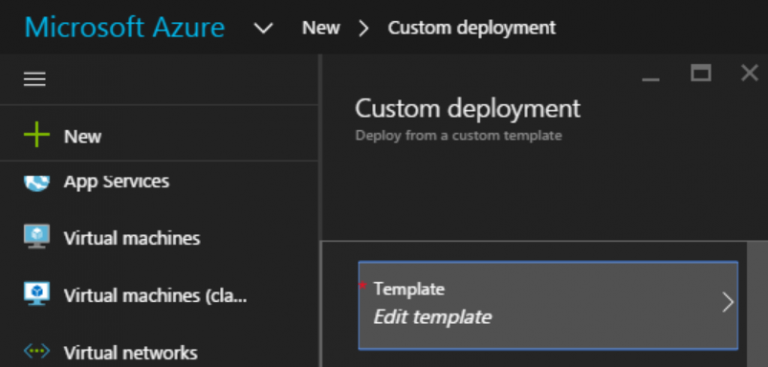 Microsoft Azure New > Custom deployment
Custom deployment
Deploy from a custom template
New
App Services
Virtual machines
Virtual machines (cla...
Virtual networks
* Template
Edit template